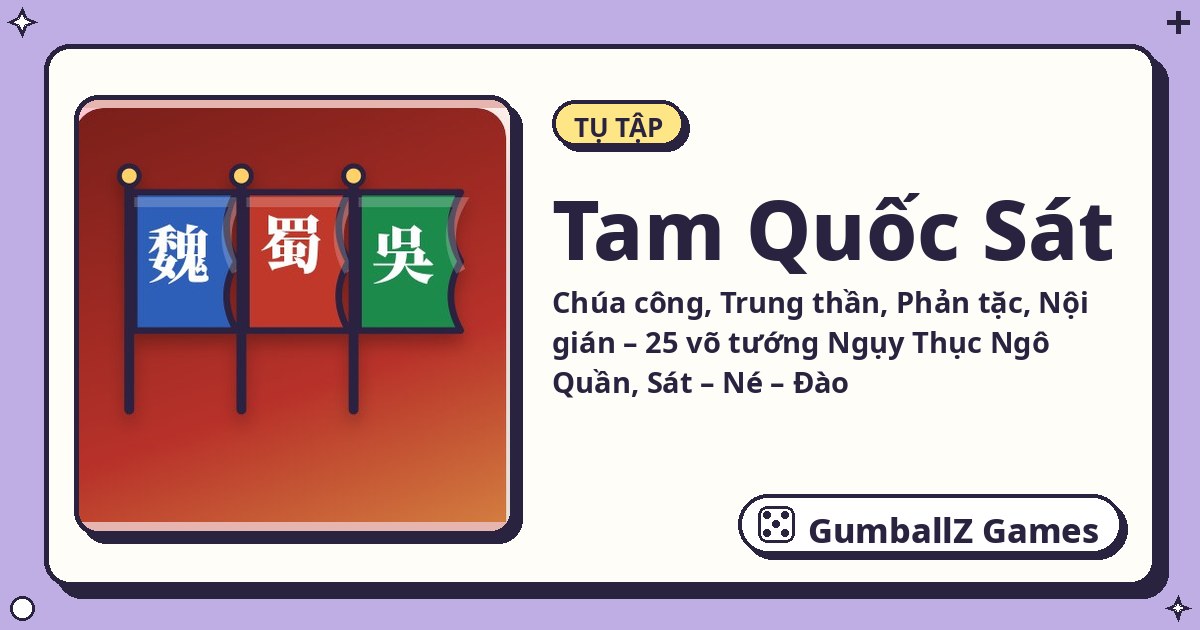 魏 蜀 吳
TỤ TẬP
Tam Quốc Sát
Chúa công, Trung thần, Phản tặc, Nội
gián – 25 võ tướng Ngụy Thục Ngô
Quần, Sát – Né – Đào
GumballZ Games